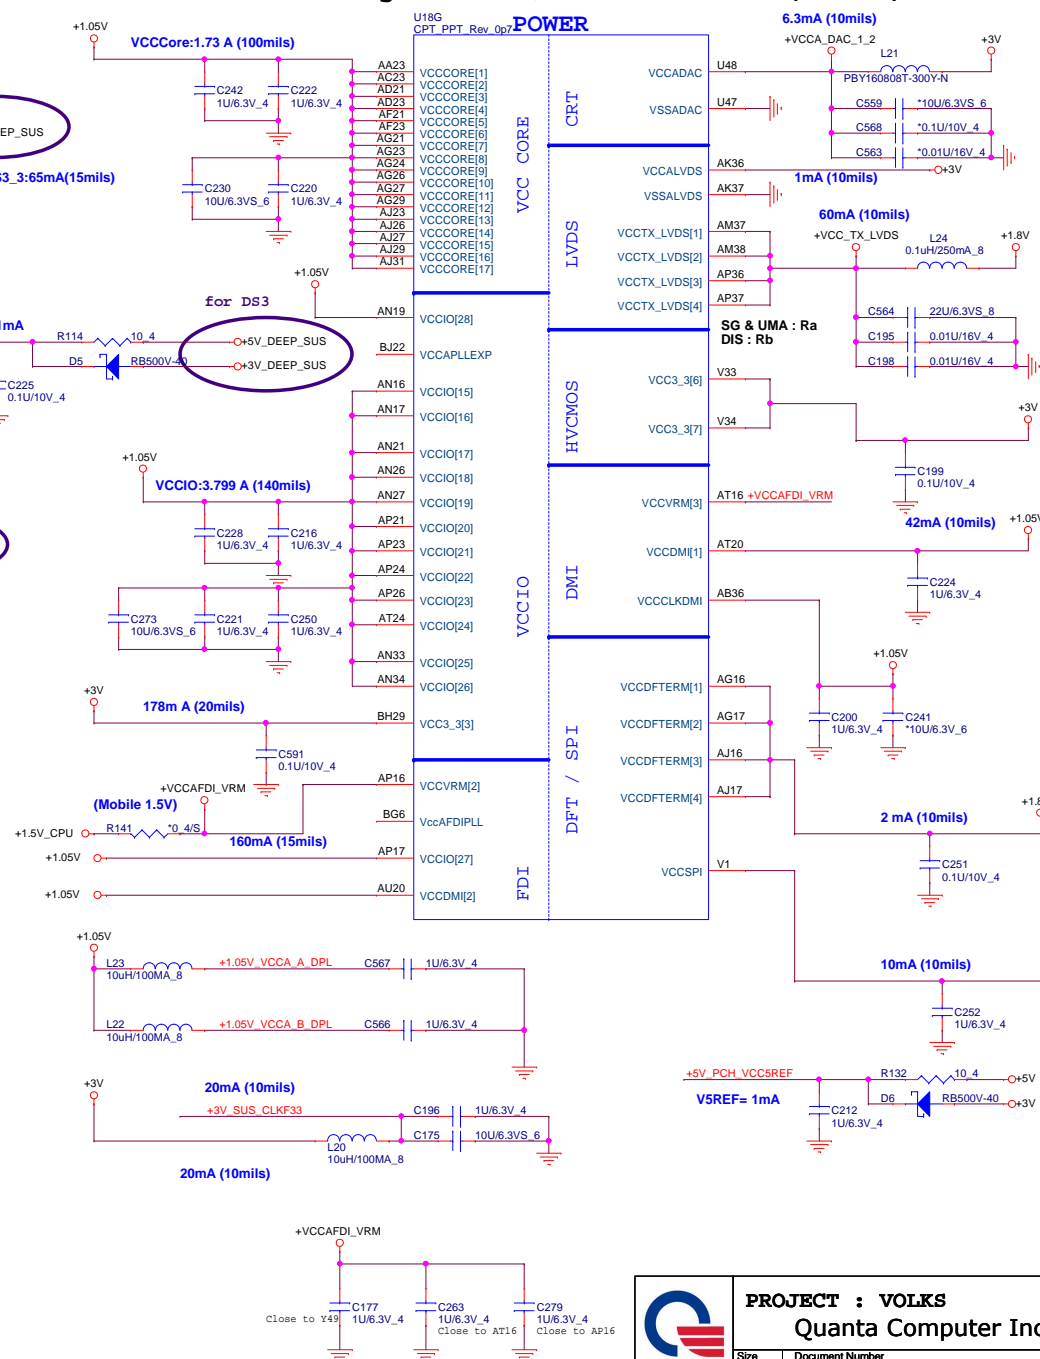 U18G
CPT_PPT_Rev_0p7
POWER
+1.05V
VCCCore:1.73 A (100mils)
C242
1U/6.3V_4
C222
1U/6.3V_4
C230
10U/6.3VS_6
C220
1U/6.3V_4
EP_SUS
S3_3:65mA(15mils)
AA23 VCCCORE[1]
AC23 VCCCORE[2]
AD21 VCCCORE[3]
AD23 VCCCORE[4]
AF21 VCCCORE[5]
AF23 VCCCORE[6]
AG21 VCCCORE[7]
AG23 VCCCORE[8]
AG24 VCCCORE[9]
AG26 VCCCORE[10]
AG27 VCCCORE[11]
AG29 VCCCORE[12]
AJ23 VCCCORE[13]
AJ26 VCCCORE[14]
AJ27 VCCCORE[15]
AJ29 VCCCORE[16]
AJ31 VCCCORE[17]
VCC CORE
+1.05V
AN19 VCCIO[28]
for DS3
1mA
R114 10_4 +5V_DEEP_SUS
D5 RB500V-40 +3V_DEEP_SUS
C225
0.1U/10V_4
BJ22 VCCAPLLEXP
AN16 VCCIO[15]
AN17 VCCIO[16]
AN21 VCCIO[17]
AN26 VCCIO[18]
AN27 VCCIO[19]
AP21 VCCIO[20]
AP23 VCCIO[21]
AP24 VCCIO[22]
AP26 VCCIO[23]
AT24 VCCIO[24]
AN33 VCCIO[25]
AN34 VCCIO[26]
VCCIO
+1.05V
VCCIO:3.799 A (140mils)
C228
1U/6.3V_4
C216
1U/6.3V_4
C273
10U/6.3VS_6
C221
1U/6.3V_4
C250
1U/6.3V_4
+3V
178m A (20mils)
BH29 VCC3_3[3]
C591
0.1U/10V_4
+VCCAFDI_VRM
(Mobile 1.5V)
+1.5V_CPU R141 *0_4/S
160mA (15mils)
AP16 VCCVRM[2]
BG6 VccAFDIPLL
+1.05V AP17 VCCIO[27]
+1.05V AU20 VCCDMI[2]
FDI
6.3mA (10mils)
+VCCA_DAC_1_2
L21
PBY160808T-300Y-N
+3V
C559 *10U/6.3VS_6
C568 *0.1U/10V_4
C563 *0.01U/16V_4
CRT
VCCADAC U48
VSSADAC U47
VCCALVDS AK36 +3V
1mA (10mils)
VSSALVDS AK37
LVDS
VCCTX_LVDS[1] AM37
VCCTX_LVDS[2] AM38
VCCTX_LVDS[3] AP36
VCCTX_LVDS[4] AP37
60mA (10mils)
+VCC_TX_LVDS
L24
0.1uH/250mA_8
+1.8V
C564 22U/6.3VS_8
C195 0.01U/16V_4
C198 0.01U/16V_4
SG & UMA : Ra
DIS : Rb
HVCMOS
VCC3_3[6] V33
VCC3_3[7] V34
+3V
C199
0.1U/10V_4
VCCVRM[3] AT16 +VCCAFDI_VRM
42mA (10mils)
+1.05V
DMI
VCCDMI[1] AT20
C224
1U/6.3V_4
VCCCLKDMI AB36
+1.05V
C200
1U/6.3V_4
C241
*10U/6.3V_6
DFT / SPI
VCCDFTERM[1] AG16
VCCDFTERM[2] AG17
VCCDFTERM[3] AJ16
VCCDFTERM[4] AJ17
+1.8
2 mA (10mils)
C251
0.1U/10V_4
VCCSPI V1
10mA (10mils)
C252
1U/6.3V_4
+1.05V
L23
10uH/100MA_8
+1.05V_VCCA_A_DPL C567 1U/6.3V_4
L22
10uH/100MA_8
+1.05V_VCCA_B_DPL C566 1U/6.3V_4
+3V
20mA (10mils)
+3V_SUS_CLKF33 C196 1U/6.3V_4
L20
10uH/100MA_8
C175 10U/6.3VS_6
20mA (10mils)
+5V_PCH_VCC5REF
V5REF= 1mA
R132 10_4 +5V
D6 RB500V-40 +3V
C212
1U/6.3V_4
+VCCAFDI_VRM
C177
1U/6.3V_4
Close to Y49
C263
1U/6.3V_4
Close to AT16
C279
1U/6.3V_4
Close to AP16
PROJECT : VOLKS
Quanta Computer Inc
Size Document Number